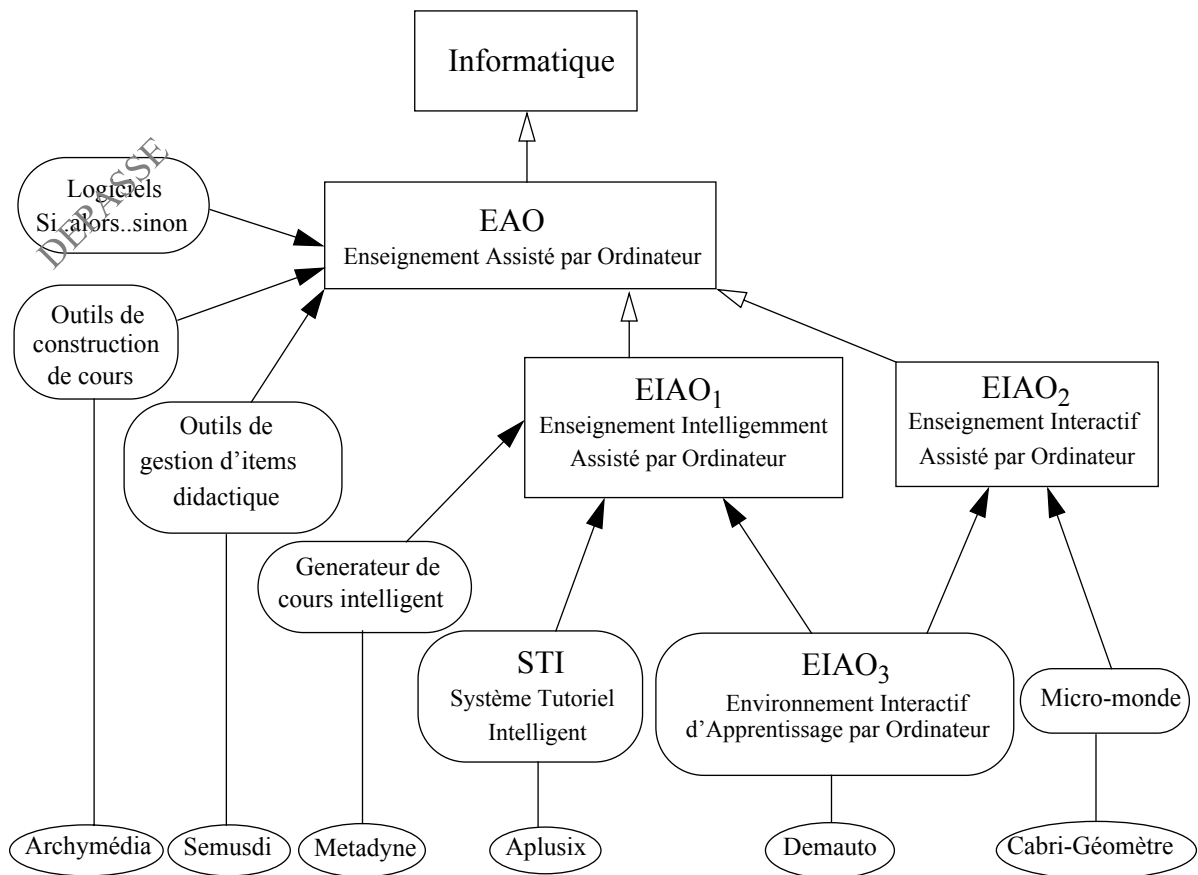 Informatique
Logiciels
Si..alors..sinon
DEPASSE
EAO
Enseignement Assisté par Ordinateur
Outils de
construction
de cours
Outils de
gestion d'items
didactique
EIAO1
Enseignement Intelligemment
Assisté par Ordinateur
EIAO2
Enseignement Interactif
Assisté par Ordinateur
Generateur de
cours intelligent
STI
Système Tutoriel
Intelligent
EIAO3
Environnement Interactif
d'Apprentissage par Ordinateur
Micro-monde
Archymédia
Semusdi
Metadyne
Aplusix
Demauto
Cabri-Géomètre